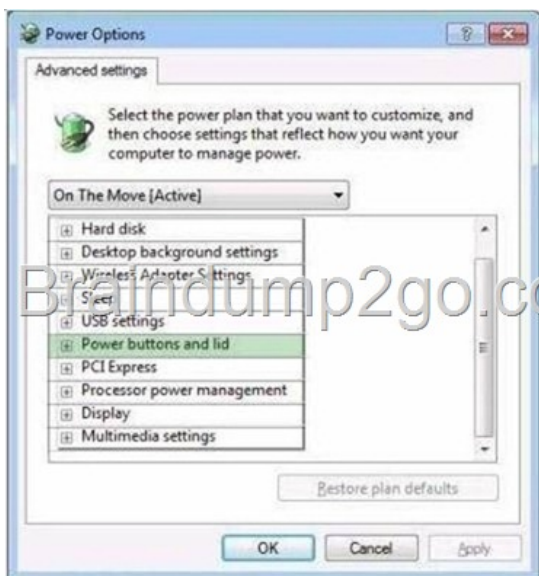 Power Options
Advanced settings
Select the power plan that you want to customize, and
then choose settings that reflect how you want your
computer to manage power.
On The Move [Active]
Hard disk
Desktop background settings
Wireless Adapter Settings
Sleep
Braindump2go.co
USB settings
Power buttons and lid
PCI Express
Processor power management
Display
Multimedia settings
Restore plan defaults
OK
Cancel
Apply